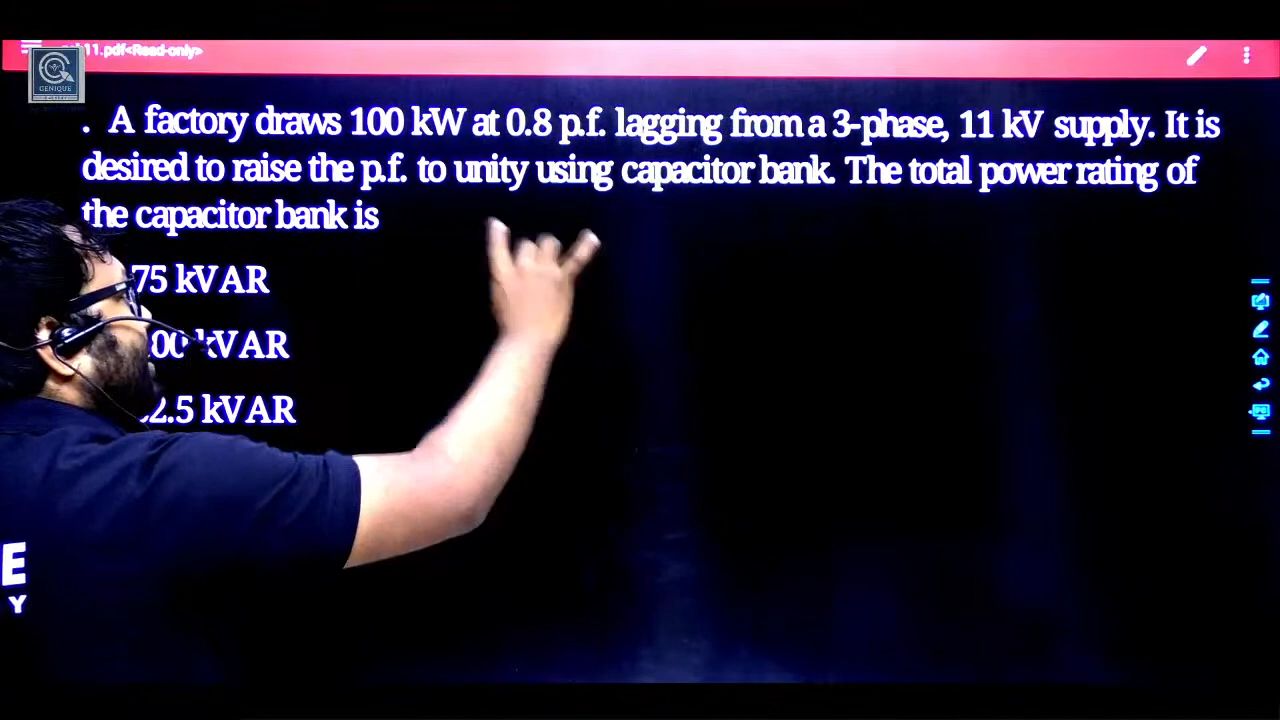 11.pdf<Read-only>
GENIQUE
. A factory draws 100 kW at 0.8 p.f. lagging from a 3-phase, 11 kV supply. It is
desired to raise the p.f. to unity using capacitor bank. The total power rating of
the capacitor bank is
75 kVAR
00 kVAR
2.5 kVAR
E
Y